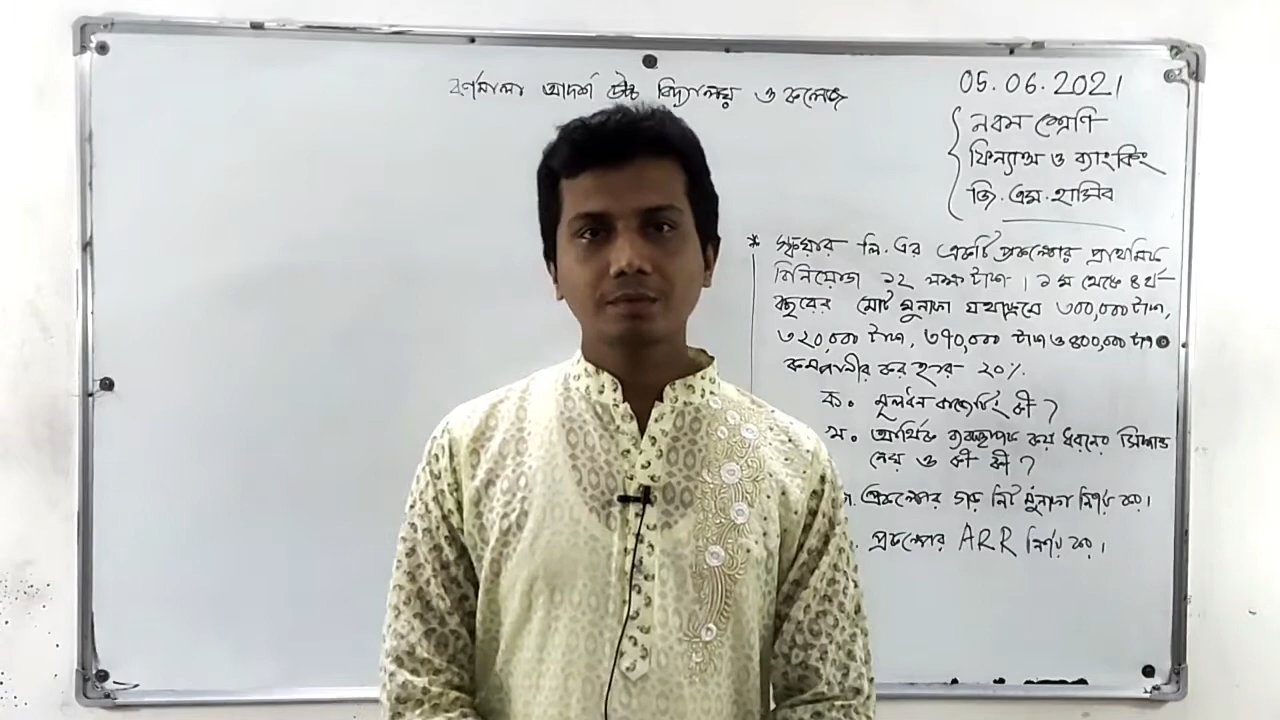 বর্ণমালা আদর্শ উচ্চ বিদ্যালয় ও কলেজ
05.06.2021
নবম শ্রেণি
ফিন্যান্স ও ব্যাংকিং
জি.এম.হাসিব
* স্কয়ার লি. এর একটি প্রকল্পের প্রাথমিক
বিনিয়োগ ১২ লক্ষ টাকা। ১ম থেকে ৪র্থ
বছরের মোট মুনাফা যথাক্রমে ৩০০,০০০ টাকা,
৩২০,০০০ টাকা, ৩৭০,০০০ টাকা ও ৪০০,০০০ টাকা
কোম্পানীর কর হার ২০%.
ক. মূলধন বাজেটিং কী?
খ. আর্থিক ব্যবস্থাপক কয় ধরনের সিদ্ধান্ত
নেয় ও কী কী?
গ. প্রকল্পের গড় নিট মুনাফা নির্ণয় কর।
প্রকল্পের ARR নির্ণয় কর।